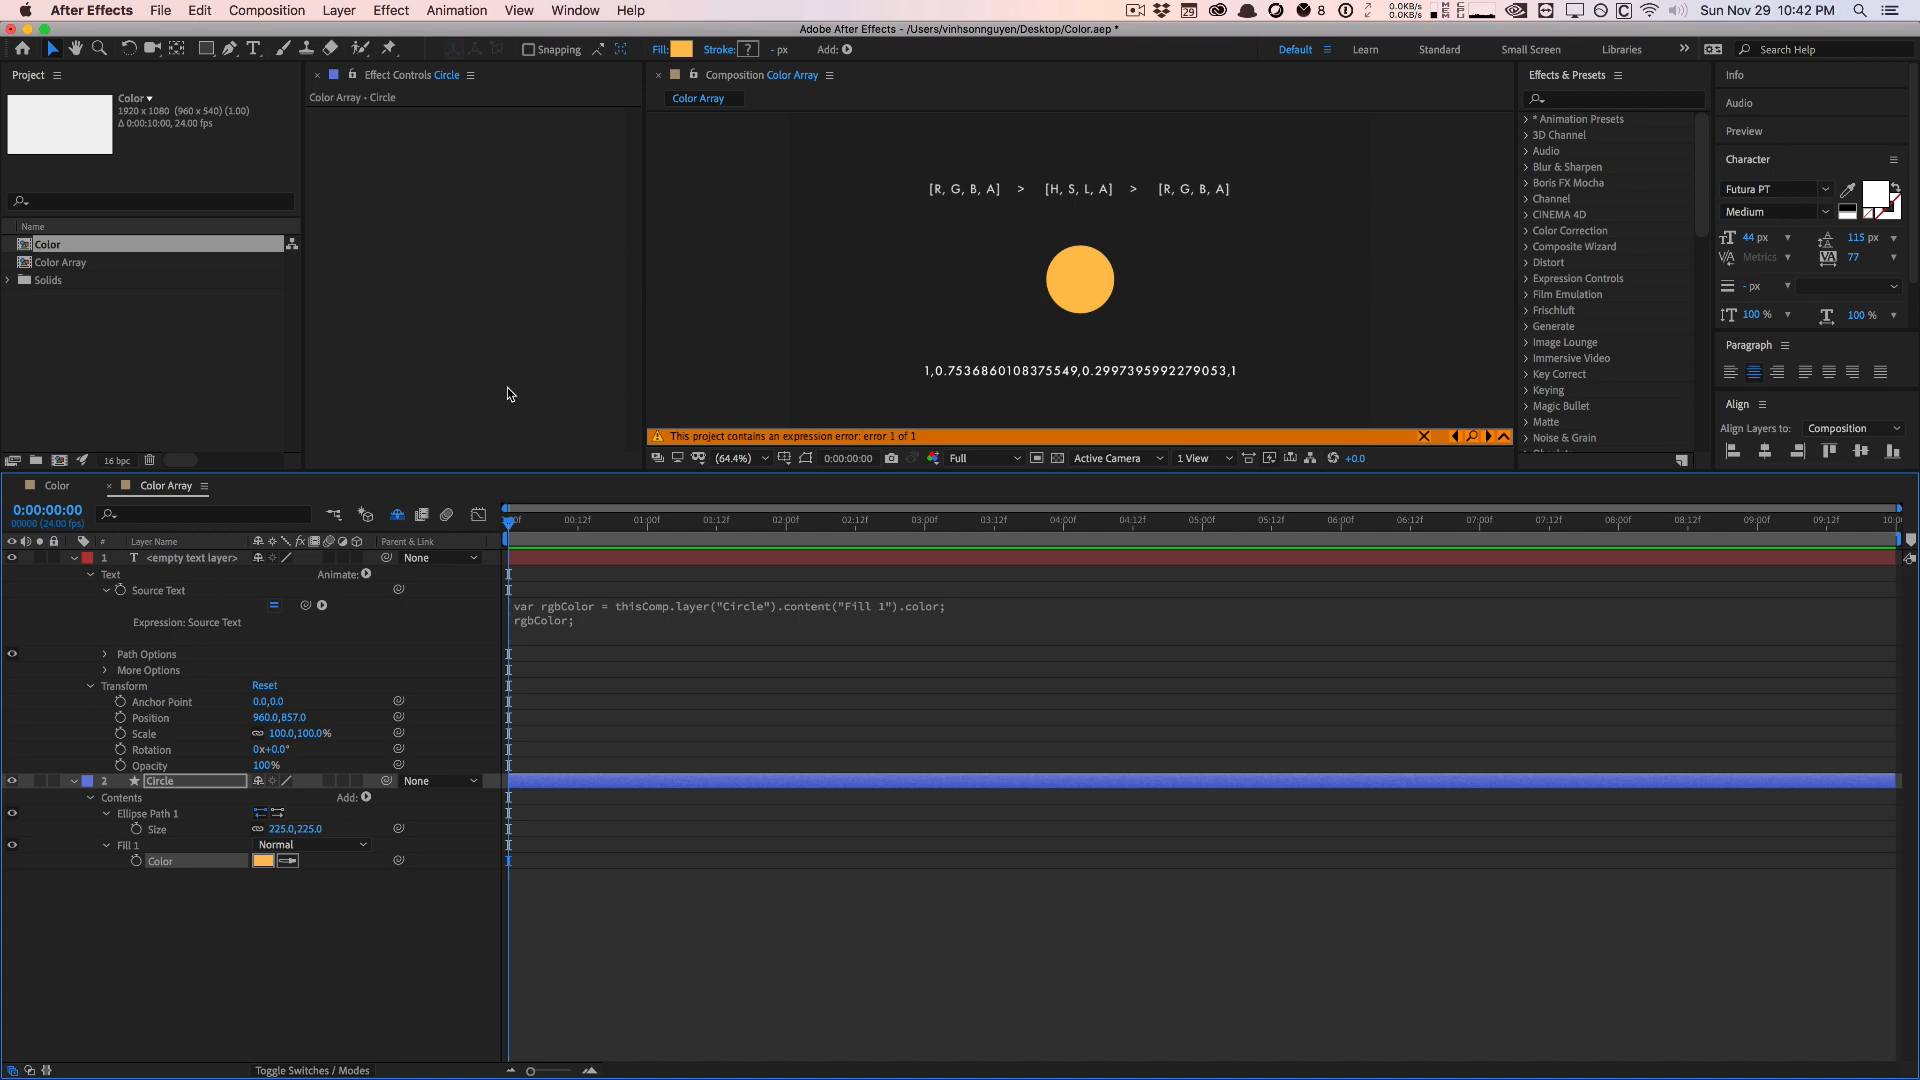 After Effects File Edit Composition Layer Effect Animation View Window Help
29 8 0.0KB/s 0.0KB/s Sun Nov 29 10:42 PM
Adobe After Effects - /Users/vinhsonnguyen/Desktop/Color.aep *
Snapping Fill: Stroke: ? - px Add: Default Learn Standard Small Screen Libraries Search Help
Project
Color
1920 x 1080 (960 x 540) (1.00)
Δ 0:00:10:00, 24.00 fps
Name
Color
Color Array
Solids
16 bpc
Effect Controls Circle
Color Array • Circle
Composition Color Array
Color Array
[R, G, B, A] > [H, S, L, A] > [R, G, B, A]
1,0.7536860108375549,0.2997395992279053,1
This project contains an expression error: error 1 of 1
(64.4%) 0:00:00:00 Full Active Camera 1 View +0.0
Effects & Presets
* Animation Presets
3D Channel
Audio
Blur & Sharpen
Boris FX Mocha
Channel
CINEMA 4D
Color Correction
Composite Wizard
Distort
Expression Controls
Film Emulation
Frischluft
Generate
Image Lounge
Immersive Video
Key Correct
Keying
Magic Bullet
Matte
Noise & Grain
Info
Audio
Preview
Character
Futura PT
Medium
44 px 115 px
Metrics 77
- px
100 % 100 %
Paragraph
Align
Align Layers to: Composition
Color Color Array
0:00:00:00
00000 (24.00 fps)
00:12f 01:00f 01:12f 02:00f 02:12f 03:00f 03:12f 04:00f 04:12f 05:00f 05:12f 06:00f 06:12f 07:00f 07:12f 08:00f 08:12f 09:00f 09:12f
# Layer Name Parent & Link
1 T <empty text layer> None
Text Animate:
Source Text
Expression: Source Text
var rgbColor = thisComp.layer("Circle").content("Fill 1").color;
rgbColor;
Path Options
More Options
Transform Reset
Anchor Point 0.0,0.0
Position 960.0,857.0
Scale 100.0,100.0%
Rotation 0x+0.0°
Opacity 100%
2 Circle None
Contents Add:
Ellipse Path 1
Size 225.0,225.0
Fill 1 Normal
Color
Toggle Switches / Modes